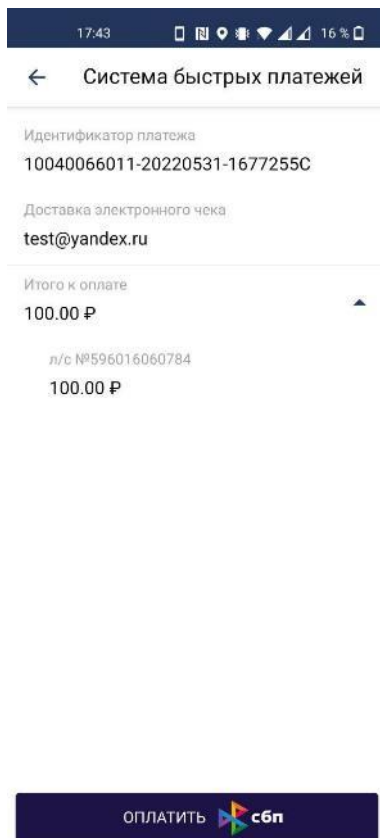 17:43 16 %
Система быстрых платежей
Идентификатор платежа
10040066011-20220531-1677255C
Доставка электронного чека
test@yandex.ru
Итого к оплате
100.00 ₽
л/с №596016060784
100.00 ₽
ОПЛАТИТЬ сбп